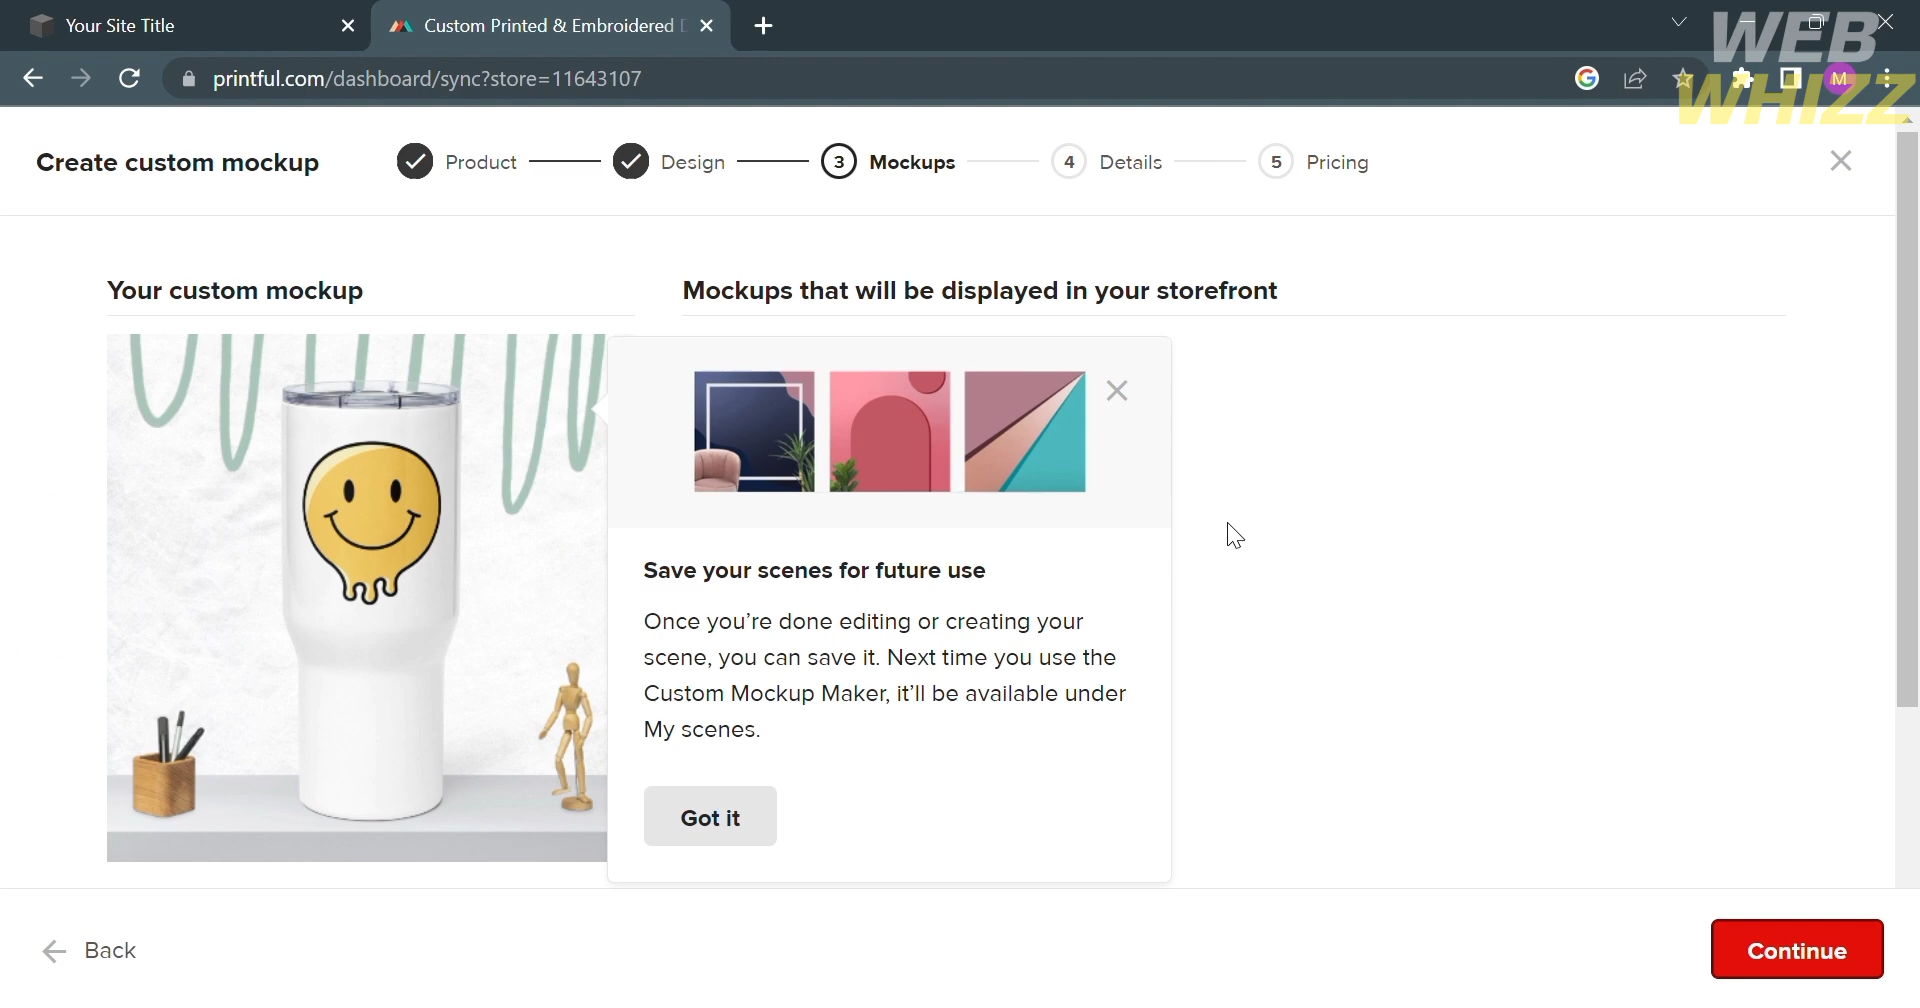 Your Site Title
Custom Printed & Embroidered
WEB
WHIZZ
printful.com/dashboard/sync?store=11643107
M
Create custom mockup
Product
Design
3 Mockups
4 Details
5 Pricing
Your custom mockup
Mockups that will be displayed in your storefront
Save your scenes for future use
Once you're done editing or creating your
scene, you can save it. Next time you use the
Custom Mockup Maker, it'll be available under
My scenes.
Got it
Back
Continue